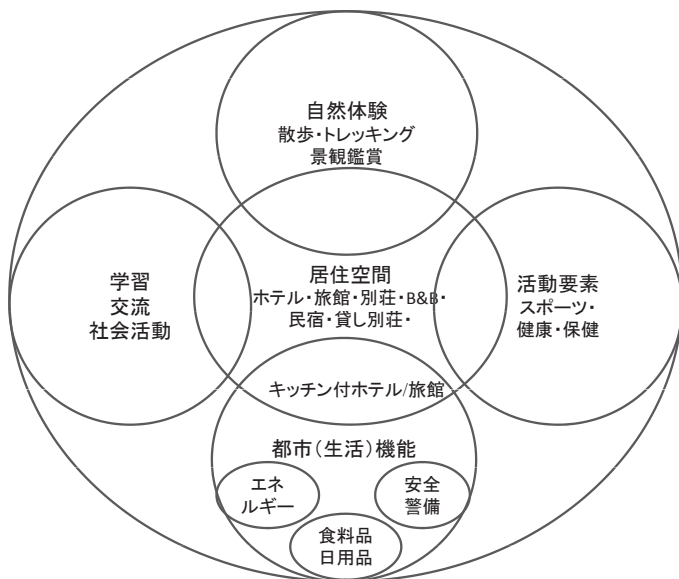 自然体験
散歩・トレッキング
景観鑑賞
学習
交流
社会活動
居住空間
ホテル・旅館・別荘・B&B・
民宿・貸し別荘・
活動要素
スポーツ・
健康・保健
キッチン付ホテル/旅館
都市(生活)機能
エネ
ルギー
安全
警備
食料品
日用品